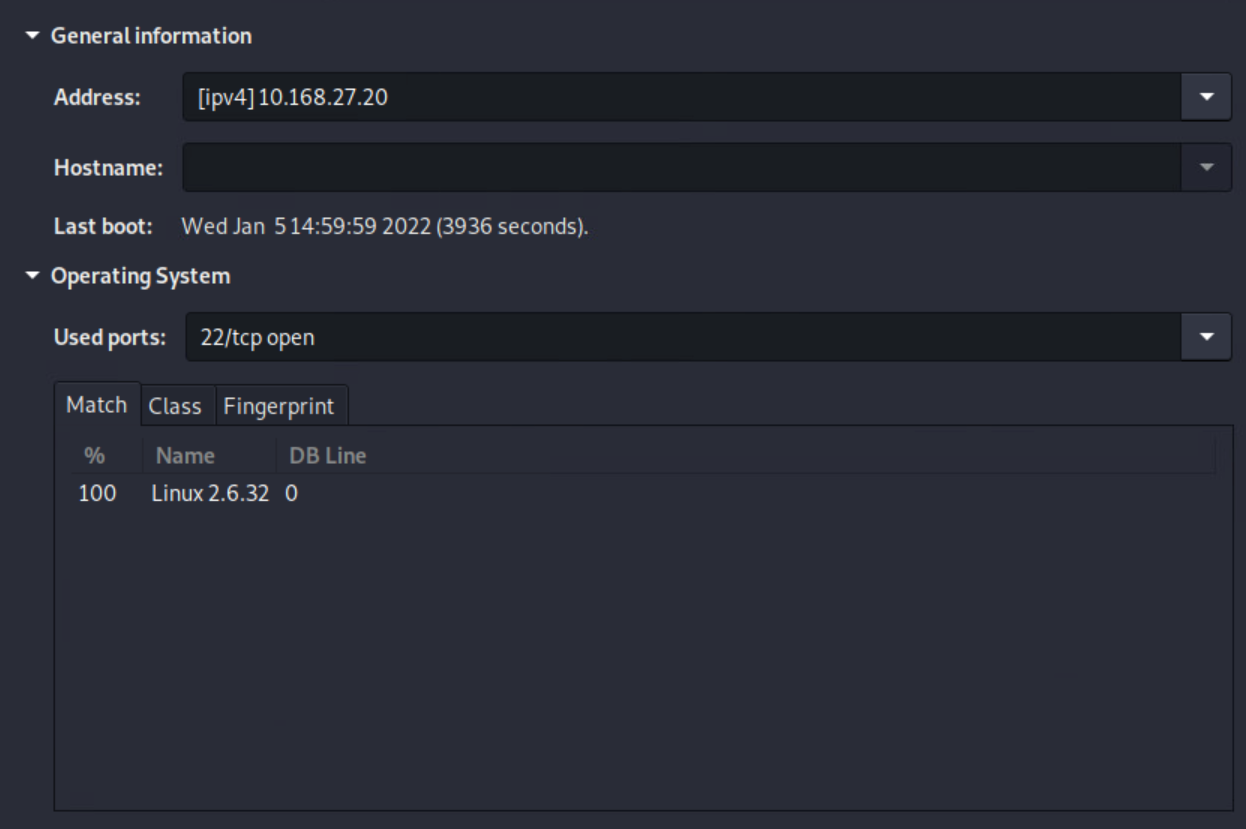 General information
Address: [ipv4] 10.168.27.20
Hostname:
Last boot: Wed Jan 5 14:59:59 2022 (3936 seconds).
Operating System
Used ports: 22/tcp open
Match Class Fingerprint
% Name DB Line
100 Linux 2.6.32 0